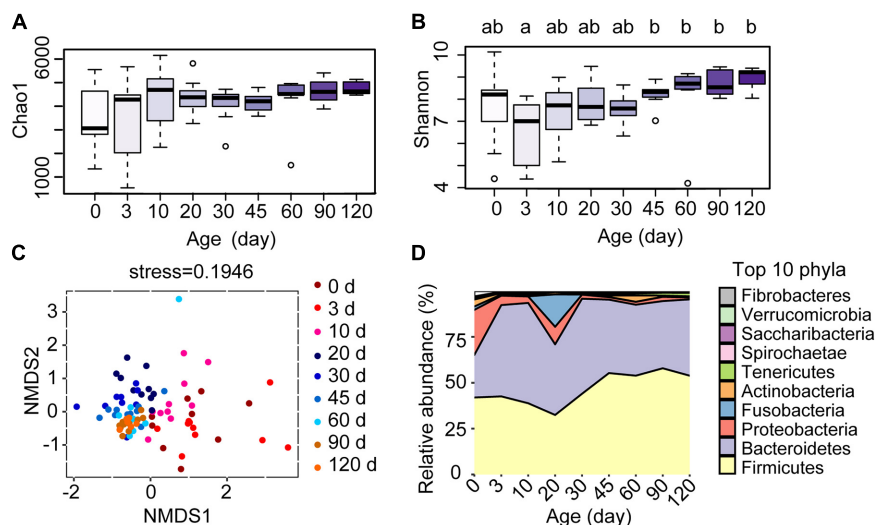 A
Chao1
6000
1000
0 3 10 20 30 45 60 90 120
Age (day)
B
ab a ab ab ab b b b b
Shannon
10
7
4
0 3 10 20 30 45 60 90 120
Age (day)
C
stress=0.1946
NMDS2
3
2
1
0
-1
-2 0 2
NMDS1
0 d
3 d
10 d
20 d
30 d
45 d
60 d
90 d
120 d
D
Relative abundance (%)
75
50
25
0
0 3 10 20 30 45 60 90 120
Age (day)
Top 10 phyla
Fibrobacteres
Verrucomicrobia
Saccharibacteria
Spirochaetae
Tenericutes
Actinobacteria
Fusobacteria
Proteobacteria
Bacteroidetes
Firmicutes